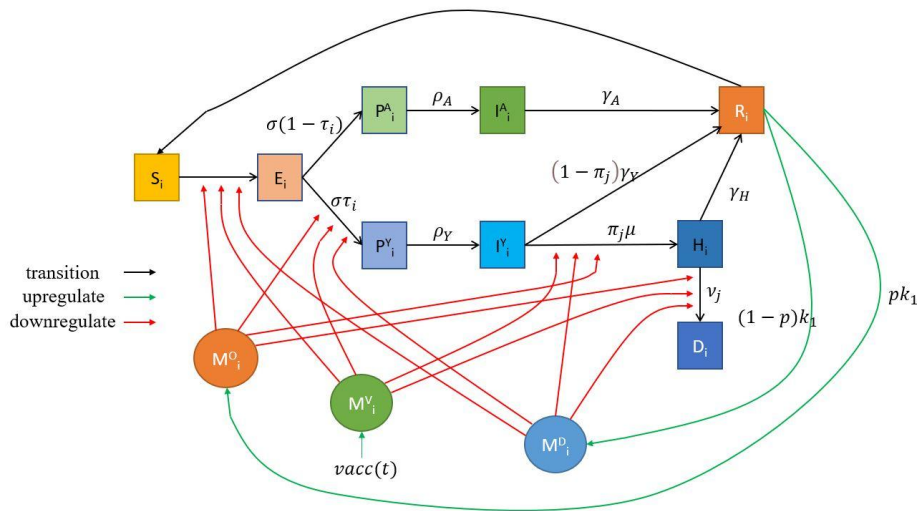 P^A_i
ρ_A
I^A_i
γ_A
R_i
σ(1 − τ_i)
S_i
E_i
(1 − π_j)γ_Y
στ_i
γ_H
P^Y_i
ρ_Y
I^Y_i
π_jμ
H_i
transition
upregulate
downregulate
ν_j
(1 − p)k_1
pk_1
M^O_i
D_i
M^V_i
M^D_i
vacc(t)